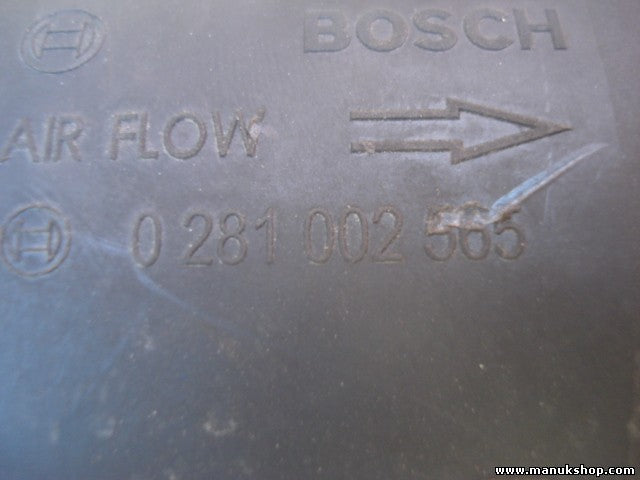 BOSCH
AIR FLOW
0 281 002 565
www.manukshop.com